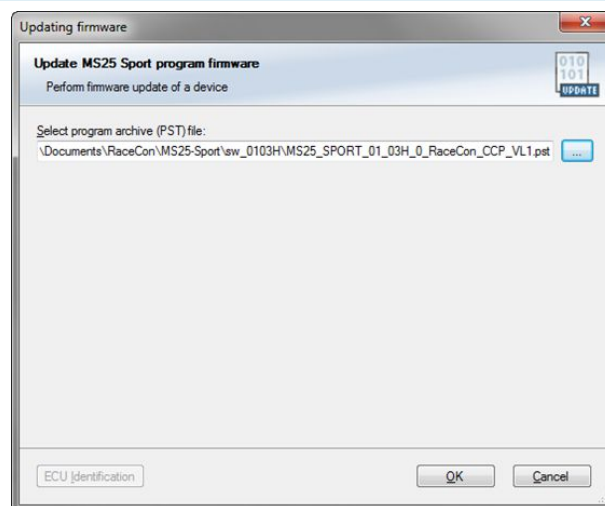 Updating firmware
Update MS25 Sport program firmware
Perform firmware update of a device
010
101
UPDATE
Select program archive (PST) file:
\Documents\RaceCon\MS25-Sport\sw_0103H\MS25_SPORT_01_03H_0_RaceCon_CCP_VL1.pst
...
ECU Identification
OK
Cancel